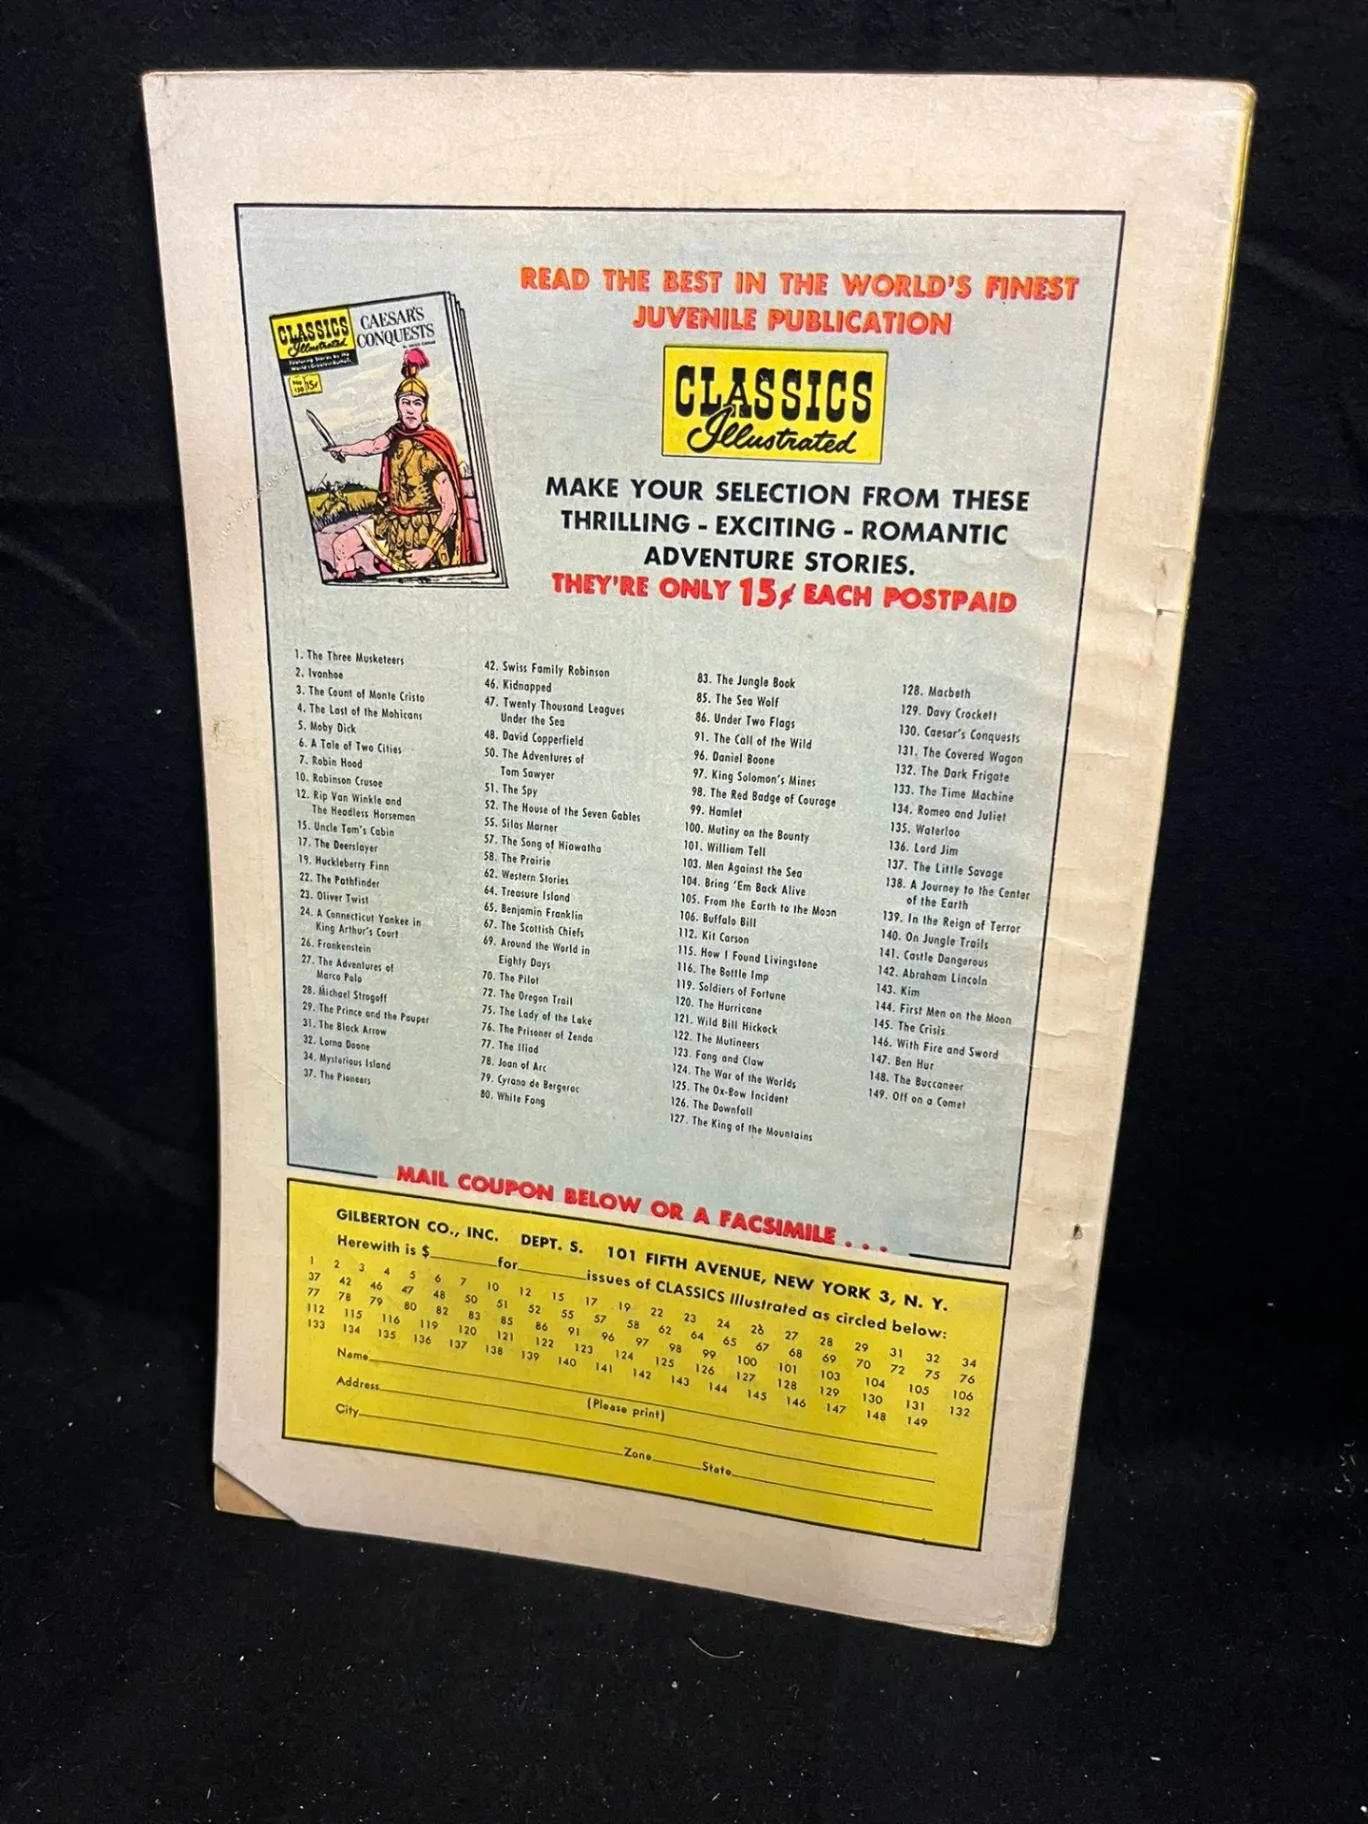 READ THE BEST IN THE WORLD'S FINEST
JUVENILE PUBLICATION
CLASSICS
Illustrated
CLASSICS
Illustrated
Featuring Stories by the
World's Greatest Authors
CAESAR'S
CONQUESTS
No.
130
15¢
MAKE YOUR SELECTION FROM THESE
THRILLING - EXCITING - ROMANTIC
ADVENTURE STORIES.
THEY'RE ONLY 15¢ EACH POSTPAID
1. The Three Musketeers
2. Ivanhoe
3. The Count of Monte Cristo
4. The Last of the Mohicans
5. Moby Dick
6. A Tale of Two Cities
7. Robin Hood
10. Robinson Crusoe
12. Rip Van Winkle and
The Headless Horseman
15. Uncle Tom's Cabin
17. The Deerslayer
19. Huckleberry Finn
22. The Pathfinder
23. Oliver Twist
24. A Connecticut Yankee in
King Arthur's Court
26. Frankenstein
27. The Adventures of
Marco Polo
28. Michael Strogoff
29. The Prince and the Pauper
31. The Black Arrow
32. Lorna Doone
34. Mysterious Island
37. The Pioneers
42. Swiss Family Robinson
46. Kidnapped
47. Twenty Thousand Leagues
Under the Sea
48. David Copperfield
50. The Adventures of
Tom Sawyer
51. The Spy
52. The House of the Seven Gables
55. Silas Marner
57. The Song of Hiawatha
58. The Prairie
62. Western Stories
64. Treasure Island
65. Benjamin Franklin
67. The Scottish Chiefs
69. Around the World in
Eighty Days
70. The Pilot
72. The Oregon Trail
75. The Lady of the Lake
76. The Prisoner of Zenda
77. The Iliad
78. Joan of Arc
79. Cyrano de Bergerac
80. White Fang
83. The Jungle Book
85. The Sea Wolf
86. Under Two Flags
91. The Call of the Wild
96. Daniel Boone
97. King Solomon's Mines
98. The Red Badge of Courage
99. Hamlet
100. Mutiny on the Bounty
101. William Tell
103. Men Against the Sea
104. Bring 'Em Back Alive
105. From the Earth to the Moon
106. Buffalo Bill
112. Kit Carson
115. How I Found Livingstone
116. The Bottle Imp
119. Soldiers of Fortune
120. The Hurricane
121. Wild Bill Hickock
122. The Mutineers
123. Fang and Claw
124. The War of the Worlds
125. The Ox-Bow Incident
126. The Downfall
127. The King of the Mountains
128. Macbeth
129. Davy Crockett
130. Caesar's Conquests
131. The Covered Wagon
132. The Dark Frigate
133. The Time Machine
134. Romeo and Juliet
135. Waterloo
136. Lord Jim
137. The Little Savage
138. A Journey to the Center
of the Earth
139. In the Reign of Terror
140. On Jungle Trails
141. Castle Dangerous
142. Abraham Lincoln
143. Kim
144. First Men on the Moon
145. The Crisis
146. With Fire and Sword
147. Ben Hur
148. The Buccaneer
149. Off on a Comet
MAIL COUPON BELOW OR A FACSIMILE . . .
GILBERTON CO., INC. DEPT. S. 101 FIFTH AVENUE, NEW YORK 3, N. Y.
Herewith is $ for issues of CLASSICS Illustrated as circled below:
1 2 3 4 5 6 7 10 12 15 17 19 22 23 24 26 27 28 29 31 32 34
37 42 46 47 48 50 51 52 55 57 58 62 64 65 67 68 69 70 72 75 76
77 78 79 80 82 83 85 86 91 96 97 98 99 100 101 103 104 105 106
112 115 116 119 120 121 122 123 124 125 126 127 128 129 130 131 132
133 134 135 136 137 138 139 140 141 142 143 144 145 146 147 148 149
Name
(Please print)
Address
City Zone State